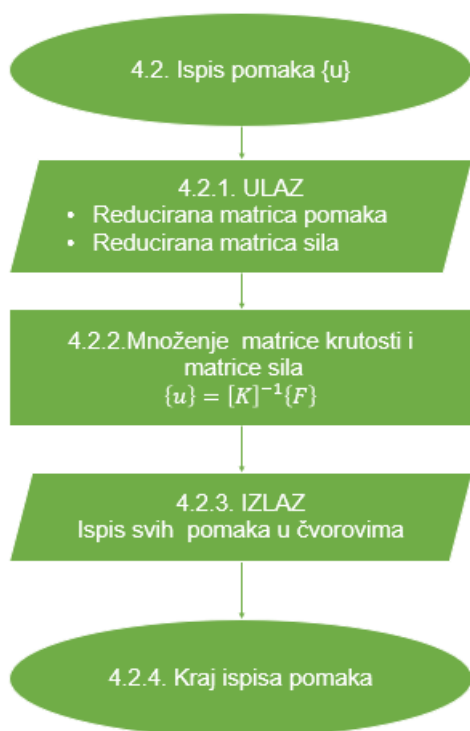 4.2. Ispis pomaka {u}
4.2.1. ULAZ
• Reducirana matrica pomaka
• Reducirana matrica sila
4.2.2.Množenje matrice krutosti i
matrice sila
{u} = [K]⁻¹{F}
4.2.3. IZLAZ
Ispis svih pomaka u čvorovima
4.2.4. Kraj ispisa pomaka